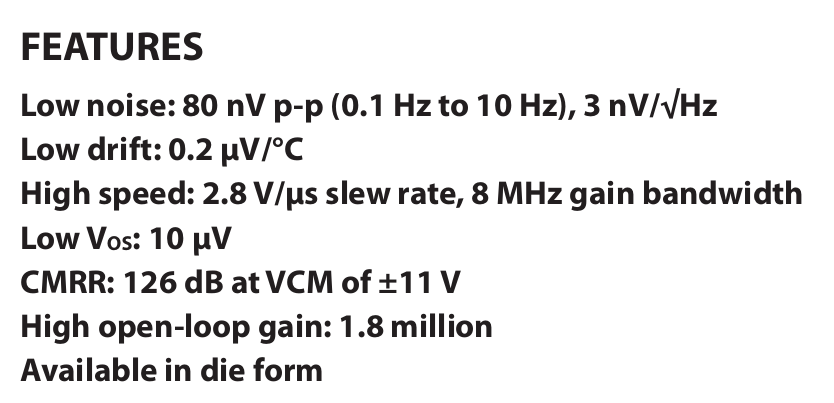 FEATURES
Low noise: 80 nV p-p (0.1 Hz to 10 Hz), 3 nV/√Hz
Low drift: 0.2 μV/°C
High speed: 2.8 V/μs slew rate, 8 MHz gain bandwidth
Low VOS: 10 μV
CMRR: 126 dB at VCM of ±11 V
High open-loop gain: 1.8 million
Available in die form